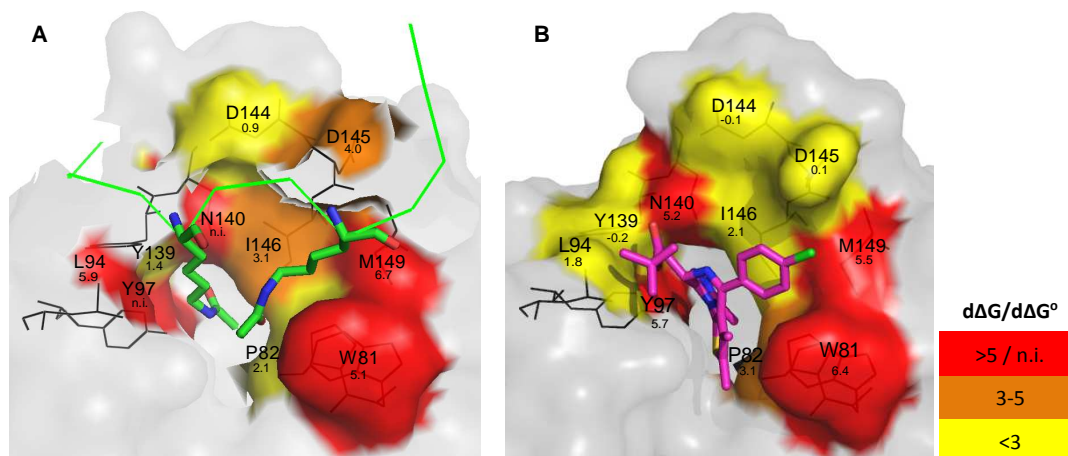 A
D144
0.9
D145
4.0
N140
n.i.
Y139
1.4
I146
3.1
L94
5.9
M149
6.7
Y97
n.i.
P82
2.1
W81
5.1
B
D144
-0.1
D145
0.1
N140
5.2
I146
2.1
Y139
-0.2
L94
1.8
M149
5.5
Y97
5.7
P82
3.1
W81
6.4
dΔG/dΔGº
>5 / n.i.
3-5
<3